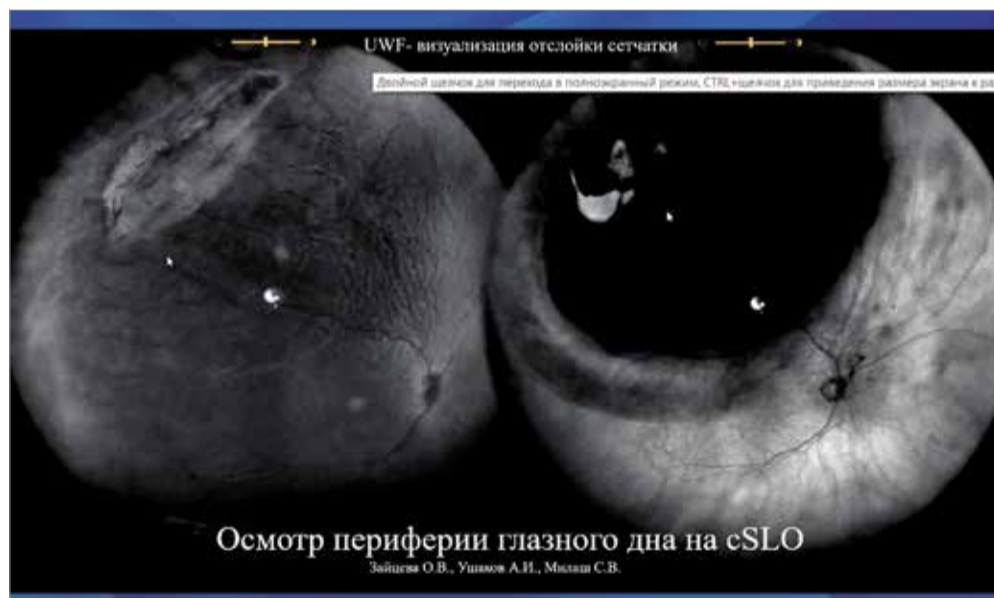 UWF- визуализация отслойки сетчатки
Двойной щелчок для перехода в полноэкранный режим, CTRL+щелчок для приведения размера экрана к ра
Осмотр периферии глазного дна на cSLO
Зайцева О.В., Ушаков А.И., Милаш С.В.